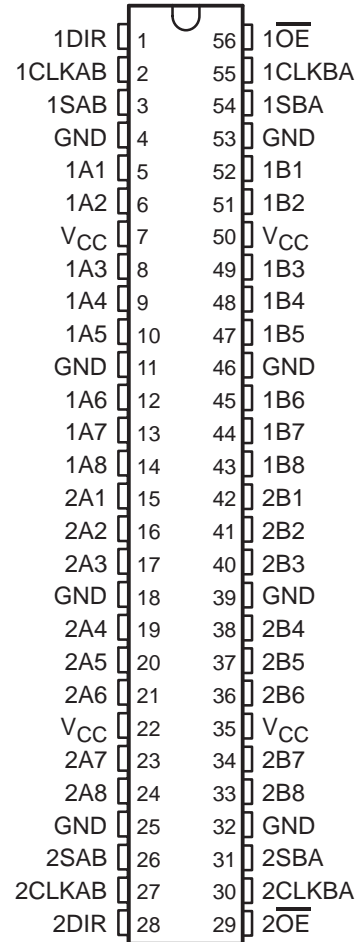 1DIR 1 56 1O̅E̅
1CLKAB 2 55 1CLKBA
1SAB 3 54 1SBA
GND 4 53 GND
1A1 5 52 1B1
1A2 6 51 1B2
VCC 7 50 VCC
1A3 8 49 1B3
1A4 9 48 1B4
1A5 10 47 1B5
GND 11 46 GND
1A6 12 45 1B6
1A7 13 44 1B7
1A8 14 43 1B8
2A1 15 42 2B1
2A2 16 41 2B2
2A3 17 40 2B3
GND 18 39 GND
2A4 19 38 2B4
2A5 20 37 2B5
2A6 21 36 2B6
VCC 22 35 VCC
2A7 23 34 2B7
2A8 24 33 2B8
GND 25 32 GND
2SAB 26 31 2SBA
2CLKAB 27 30 2CLKBA
2DIR 28 29 2O̅E̅